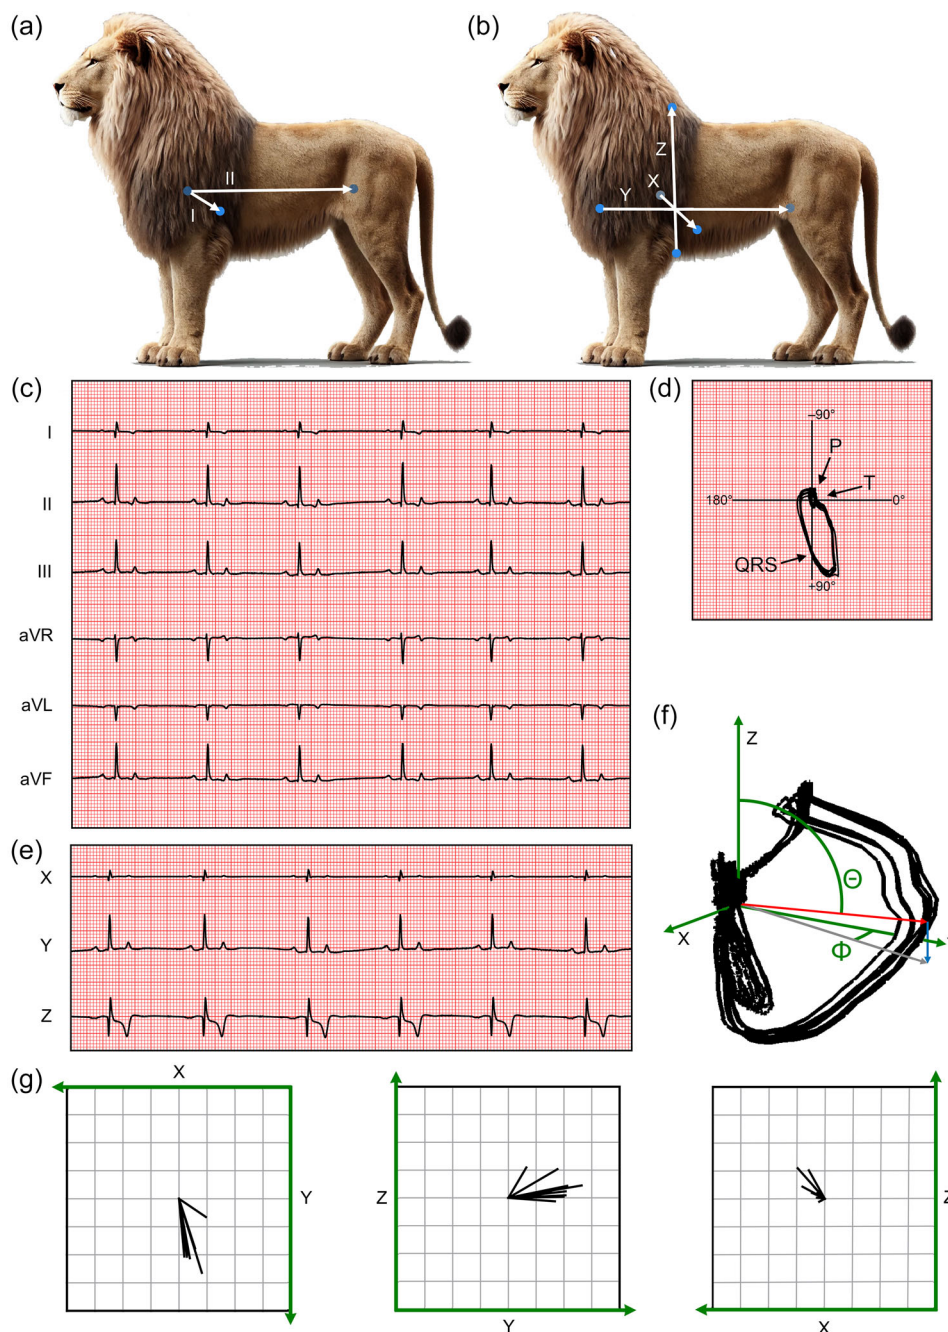 (a)
(b)
II
I
Z
X
Y
(c)
I
II
III
aVR
aVL
aVF
(d)
−90°
P
T
180°
0°
QRS
+90°
(e)
X
Y
Z
(f)
Z
Θ
X
Φ
(g)
X
Y
Z
Y
Z
X